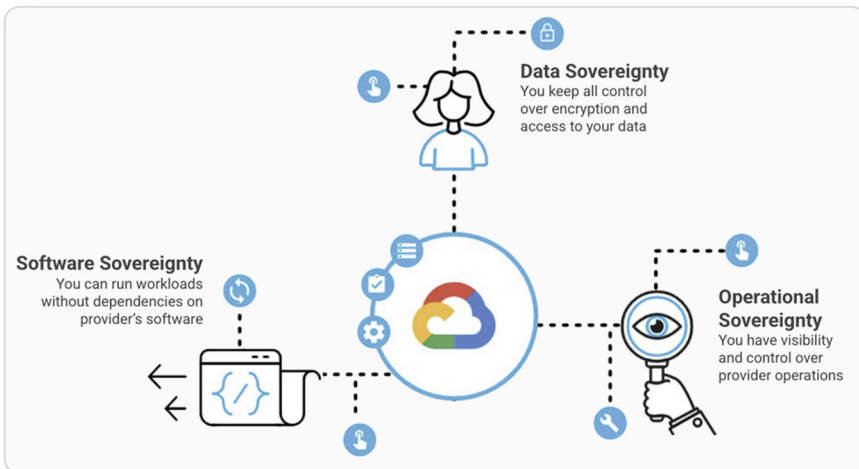 Data Sovereignty
You keep all control
over encryption and
access to your data
Software Sovereignty
You can run workloads
without dependencies on
provider's software
Operational
Sovereignty
You have visibility
and control over
provider operations